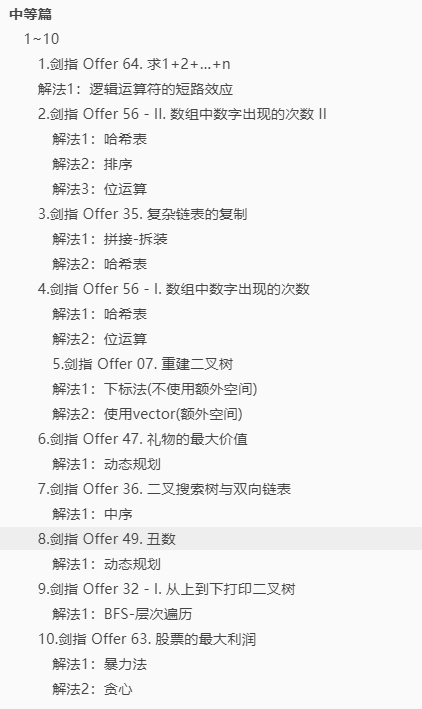 中等篇
1~10
1.剑指 Offer 64. 求1+2+…+n
解法1：逻辑运算符的短路效应
2.剑指 Offer 56 - II. 数组中数字出现的次数 II
解法1：哈希表
解法2：排序
解法3：位运算
3.剑指 Offer 35. 复杂链表的复制
解法1：拼接-拆装
解法2：哈希表
4.剑指 Offer 56 - I. 数组中数字出现的次数
解法1：哈希表
解法2：位运算
5.剑指 Offer 07. 重建二叉树
解法1：下标法(不使用额外空间)
解法2：使用vector(额外空间)
6.剑指 Offer 47. 礼物的最大价值
解法1：动态规划
7.剑指 Offer 36. 二叉搜索树与双向链表
解法1：中序
8.剑指 Offer 49. 丑数
解法1：动态规划
9.剑指 Offer 32 - I. 从上到下打印二叉树
解法1：BFS-层次遍历
10.剑指 Offer 63. 股票的最大利润
解法1：暴力法
解法2：贪心